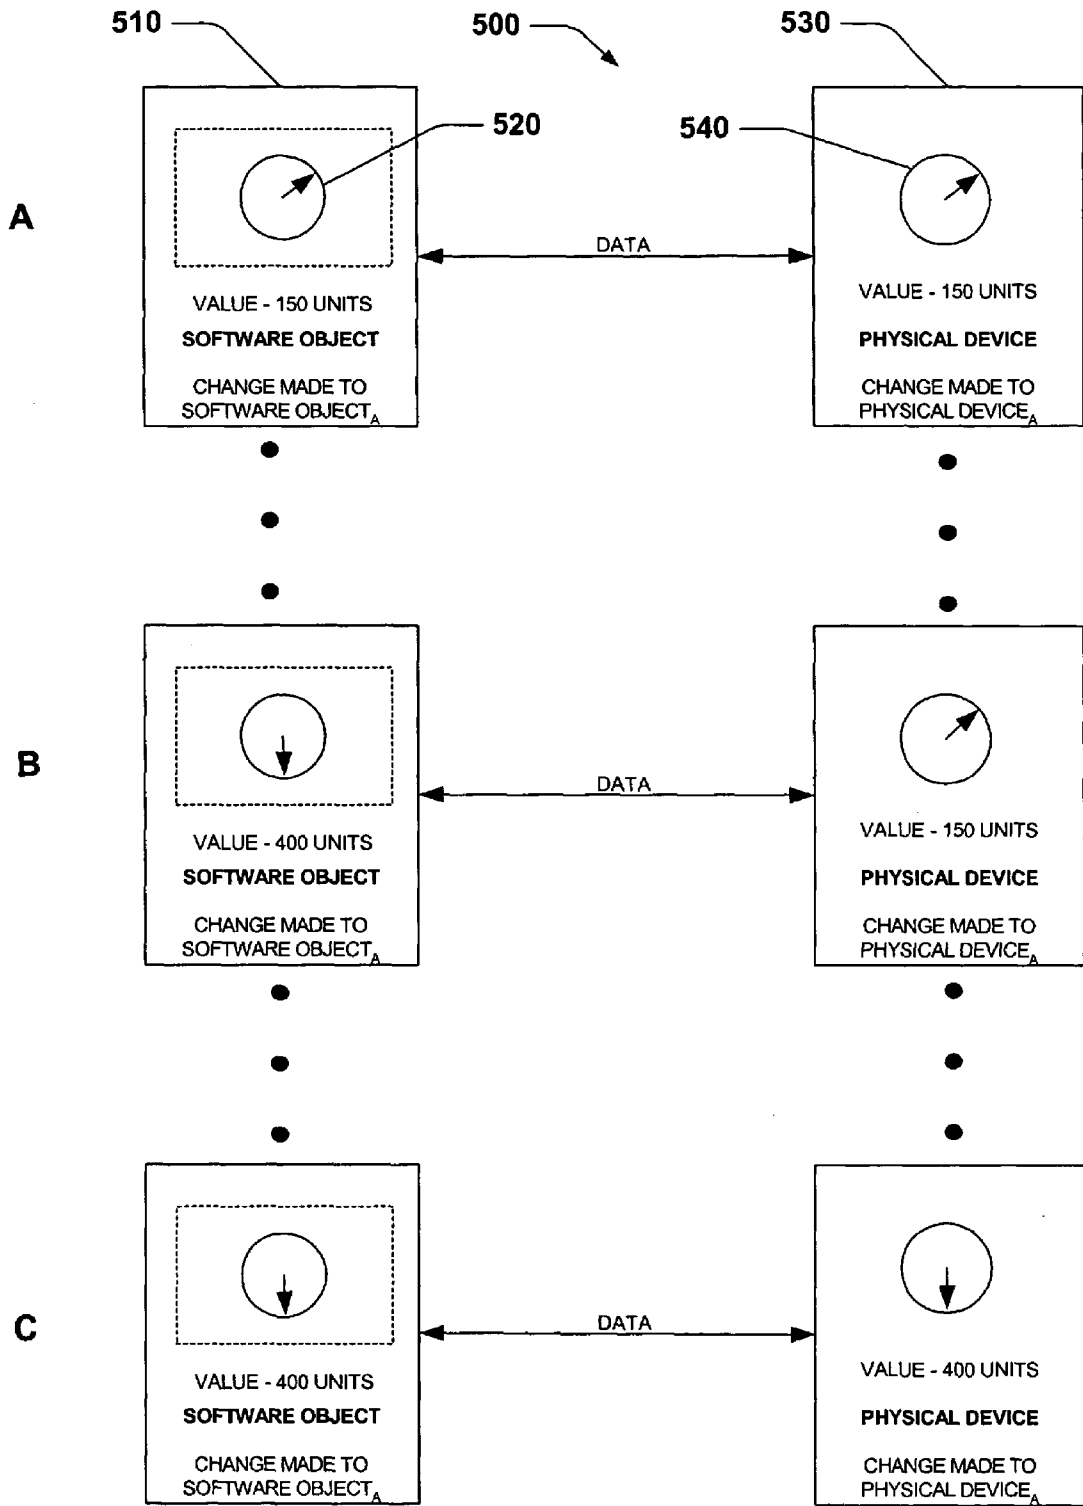 510
500
530
520
540
A
DATA
VALUE - 150 UNITS
SOFTWARE OBJECT
CHANGE MADE TO
SOFTWARE OBJECTA
VALUE - 150 UNITS
PHYSICAL DEVICE
CHANGE MADE TO
PHYSICAL DEVICEA
B
DATA
VALUE - 400 UNITS
SOFTWARE OBJECT
CHANGE MADE TO
SOFTWARE OBJECTA
VALUE - 150 UNITS
PHYSICAL DEVICE
CHANGE MADE TO
PHYSICAL DEVICEA
C
DATA
VALUE - 400 UNITS
SOFTWARE OBJECT
CHANGE MADE TO
SOFTWARE OBJECTA
VALUE - 400 UNITS
PHYSICAL DEVICE
CHANGE MADE TO
PHYSICAL DEVICEA